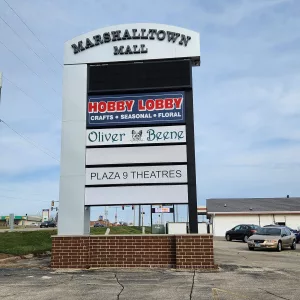 MARSHALLTOWN
MALL
HOBBY LOBBY
CRAFTS • SEASONAL • FLORAL
Oliver Beene
PLAZA 9 THEATRES